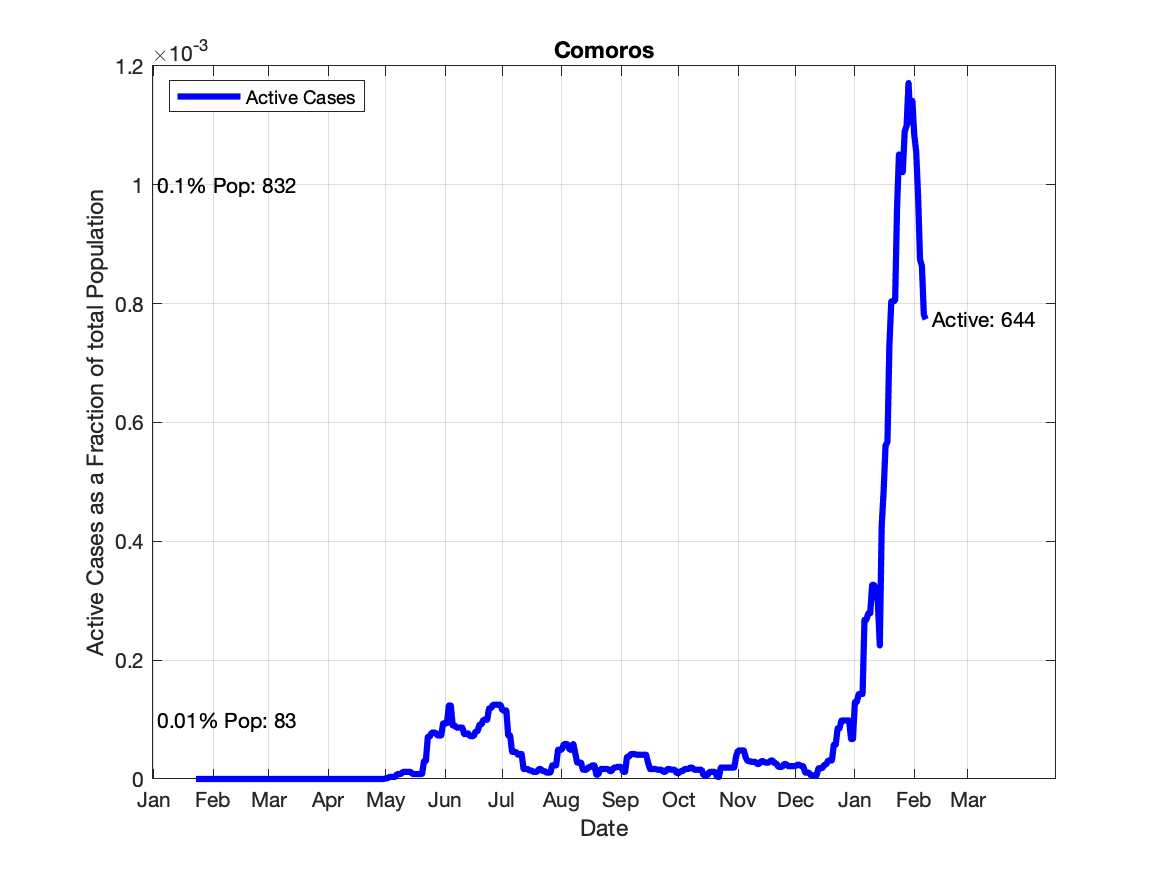 Comoros
×10-3
1.2
1
0.8
0.6
0.4
0.2
0
Active Cases
0.1% Pop: 832
Active: 644
0.01% Pop: 83
Active Cases as a Fraction of total Population
Jan Feb Mar Apr May Jun Jul Aug Sep Oct Nov Dec Jan Feb Mar
Date